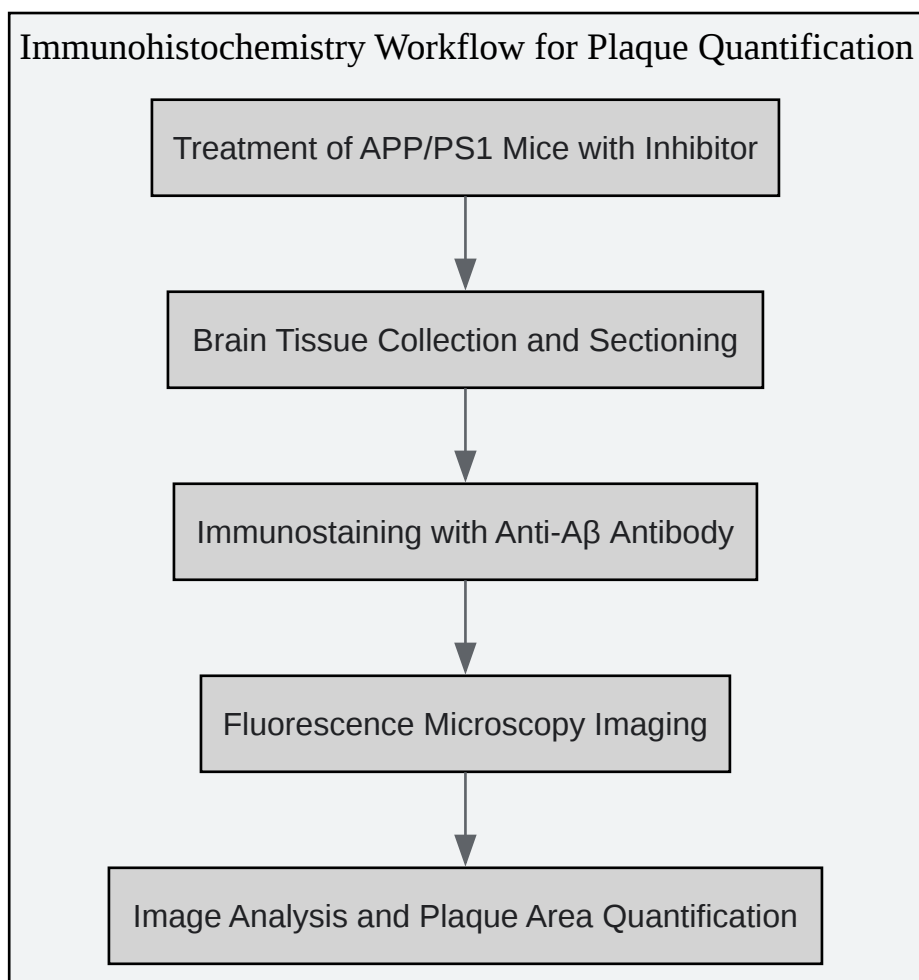 Immunohistochemistry Workflow for Plaque Quantification
Treatment of APP/PS1 Mice with Inhibitor
Brain Tissue Collection and Sectioning
Immunostaining with Anti-Aβ Antibody
Fluorescence Microscopy Imaging
Image Analysis and Plaque Area Quantification